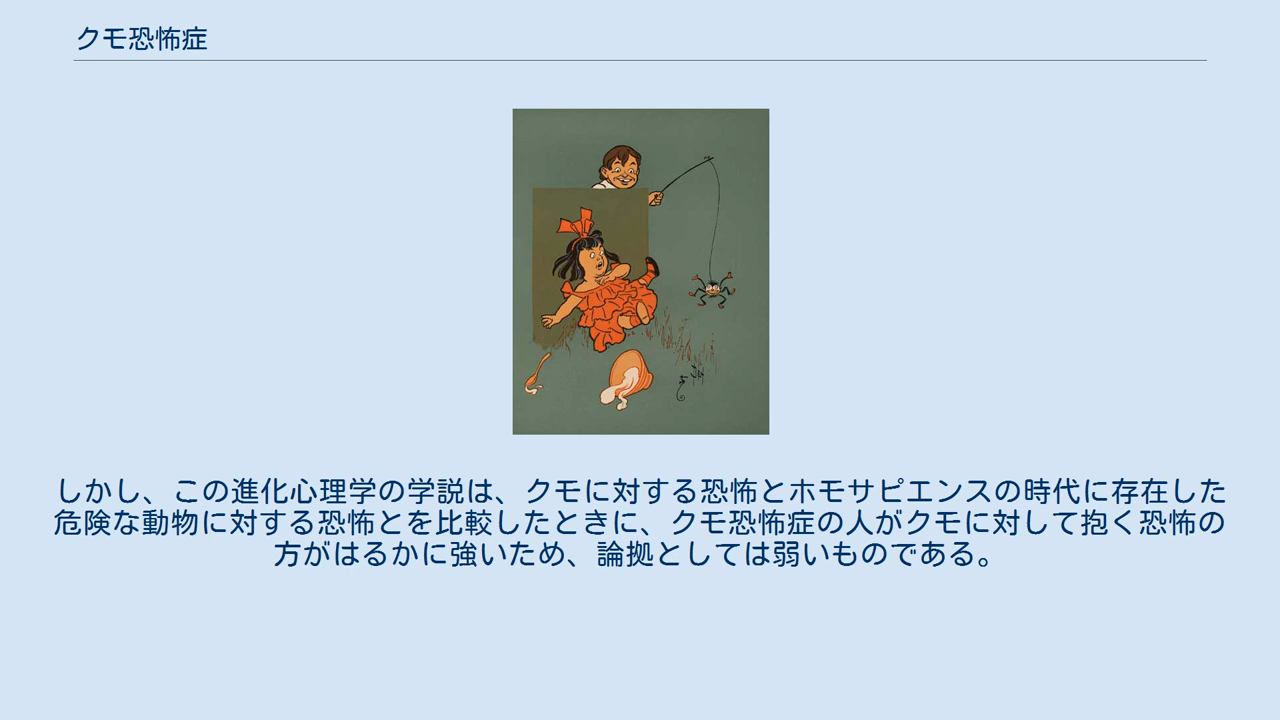 クモ恐怖症
しかし、この進化心理学の学説は、クモに対する恐怖とホモサピエンスの時代に存在した
危険な動物に対する恐怖とを比較したときに、クモ恐怖症の人がクモに対して抱く恐怖の
方がはるかに強いため、論拠としては弱いものである。